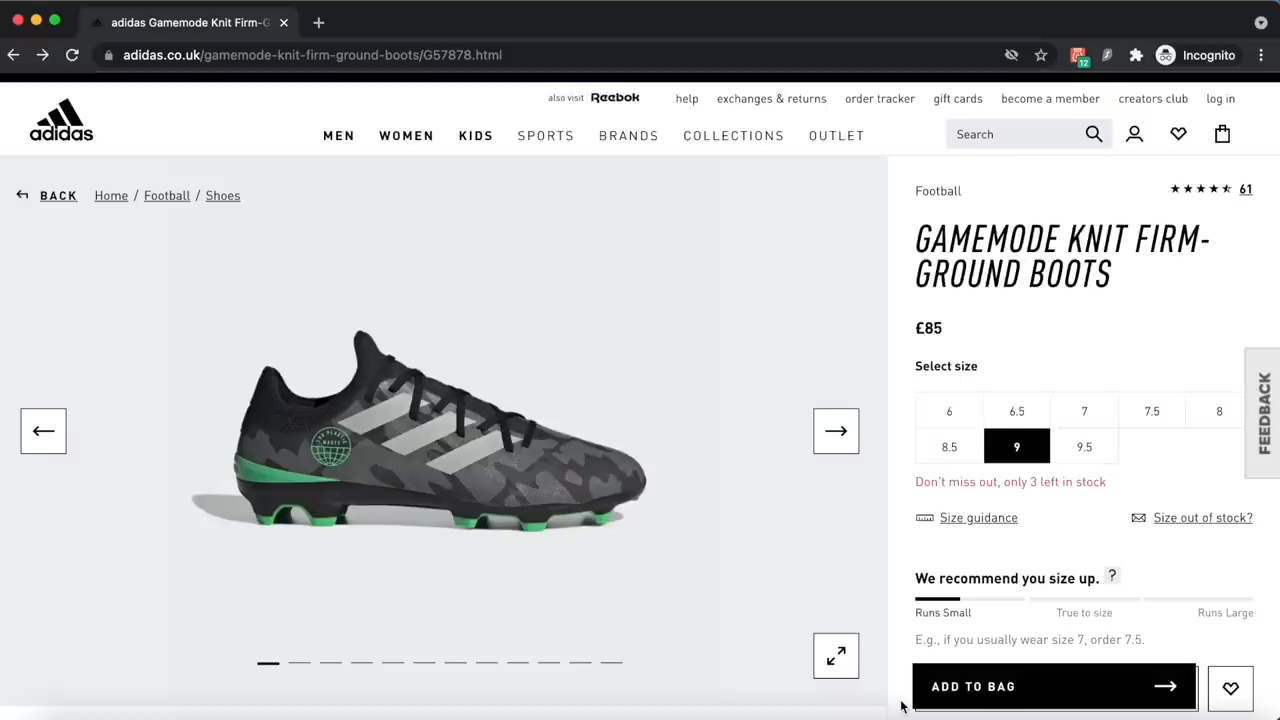 adidas Gamemode Knit Firm-G
adidas.co.uk/gamemode-knit-firm-ground-boots/G57878.html
12
Incognito
also visit Reebok
help exchanges & returns order tracker gift cards become a member creators club log in
adidas
MEN WOMEN KIDS SPORTS BRANDS COLLECTIONS OUTLET
Search
BACK Home / Football / Shoes
Football
61
GAMEMODE KNIT FIRM-
GROUND BOOTS
£85
Select size
6 6.5 7 7.5 8
8.5 9 9.5
Don't miss out, only 3 left in stock
Size guidance
Size out of stock?
We recommend you size up. ?
Runs Small True to size Runs Large
E.g., if you usually wear size 7, order 7.5.
ADD TO BAG
FEEDBACK